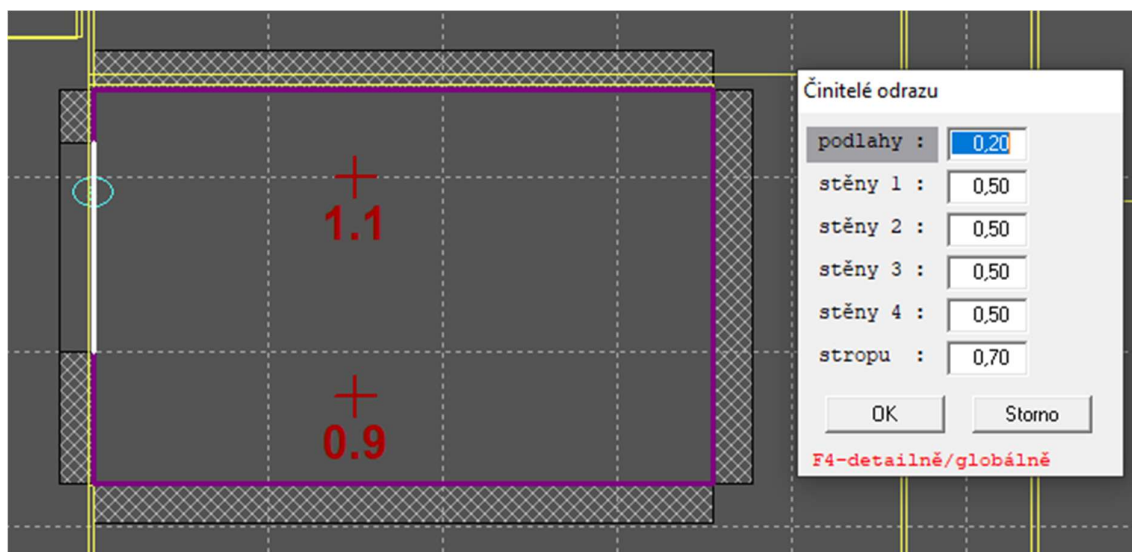 1.1
0.9
Činitelé odrazu
podlahy : 0,20
stěny 1 : 0,50
stěny 2 : 0,50
stěny 3 : 0,50
stěny 4 : 0,50
stropu : 0,70
OK Storno
F4-detailně/globálně